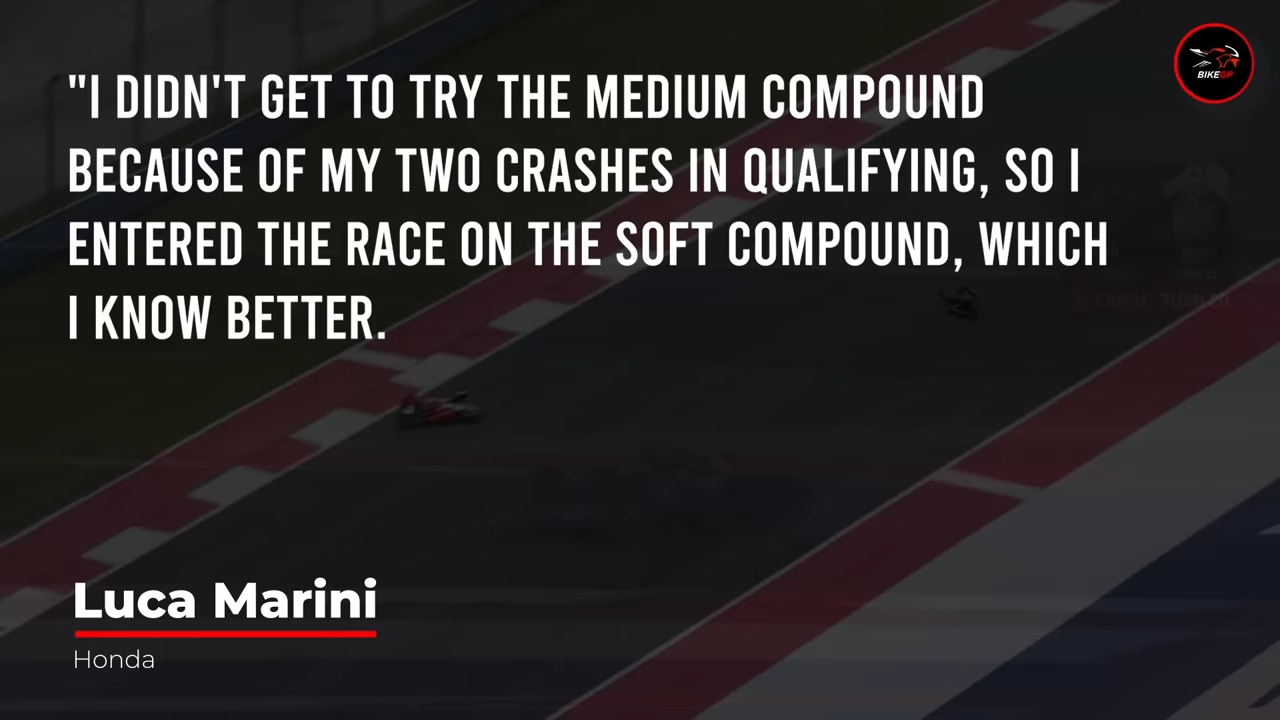 "I DIDN'T GET TO TRY THE MEDIUM COMPOUND
BECAUSE OF MY TWO CRASHES IN QUALIFYING, SO I
ENTERED THE RACE ON THE SOFT COMPOUND, WHICH
I KNOW BETTER.
BIKEGP
Luca Marini
Honda